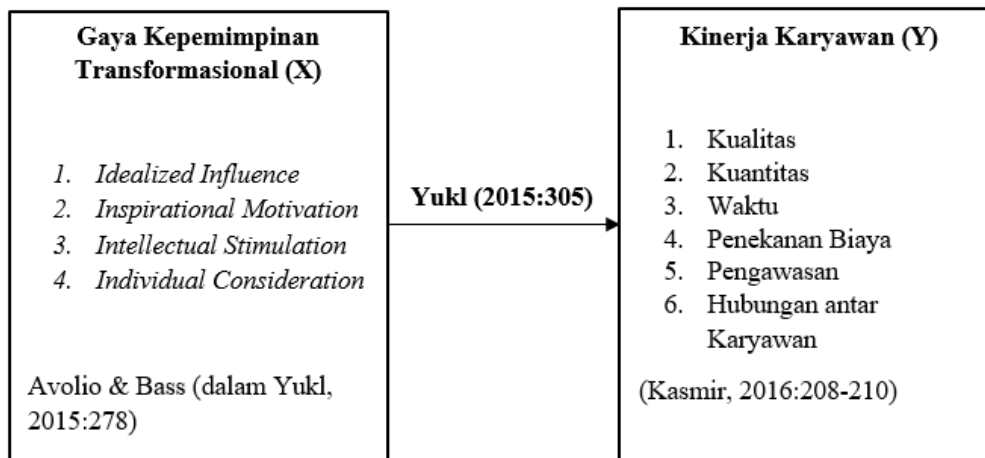 Gaya Kepemimpinan
Transformasional (X)
1. Idealized Influence
2. Inspirational Motivation
3. Intellectual Stimulation
4. Individual Consideration
Avolio & Bass (dalam Yukl,
2015:278)
Yukl (2015:305)
Kinerja Karyawan (Y)
1. Kualitas
2. Kuantitas
3. Waktu
4. Penekanan Biaya
5. Pengawasan
6. Hubungan antar
Karyawan
(Kasmir, 2016:208-210)